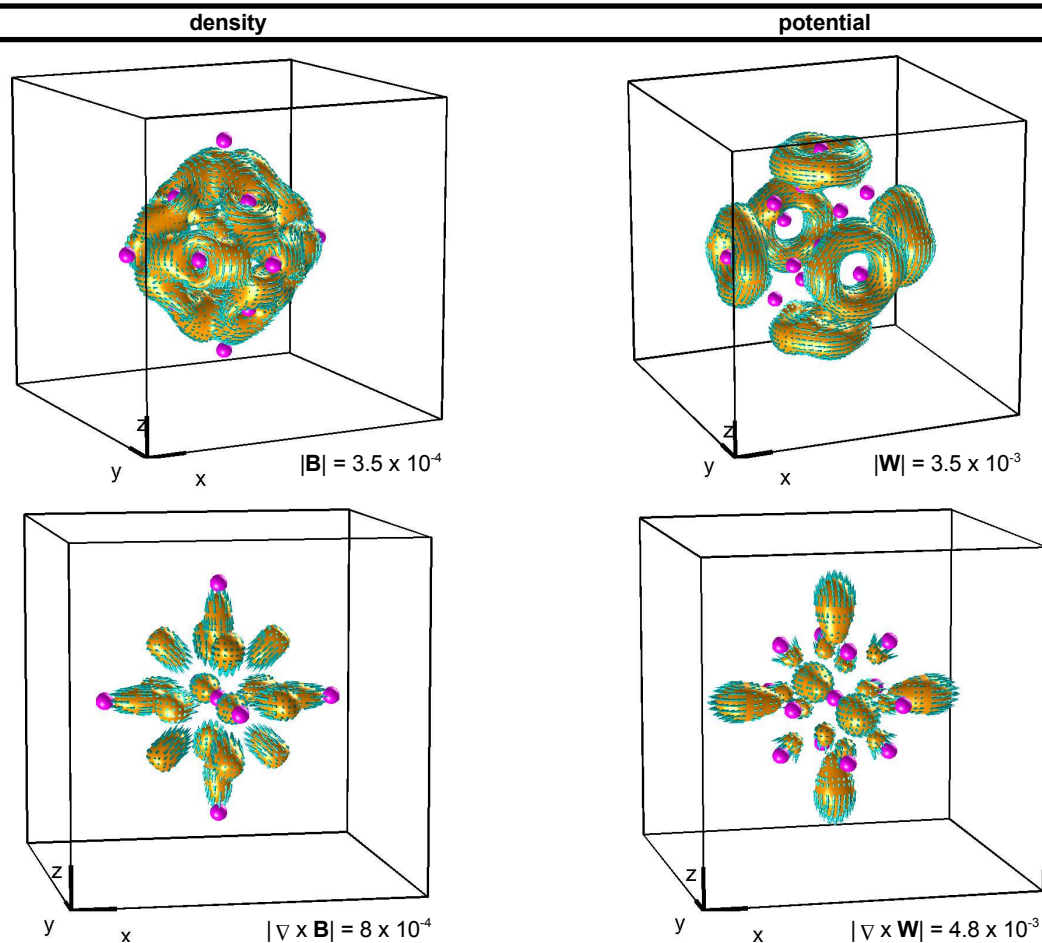 density
potential
z
y
x
|B| = 3.5 x 10-4
z
y
x
|W| = 3.5 x 10-3
z
y
x
| ∇ x B| = 8 x 10-4
z
y
x
| ∇ x W| = 4.8 x 10-3